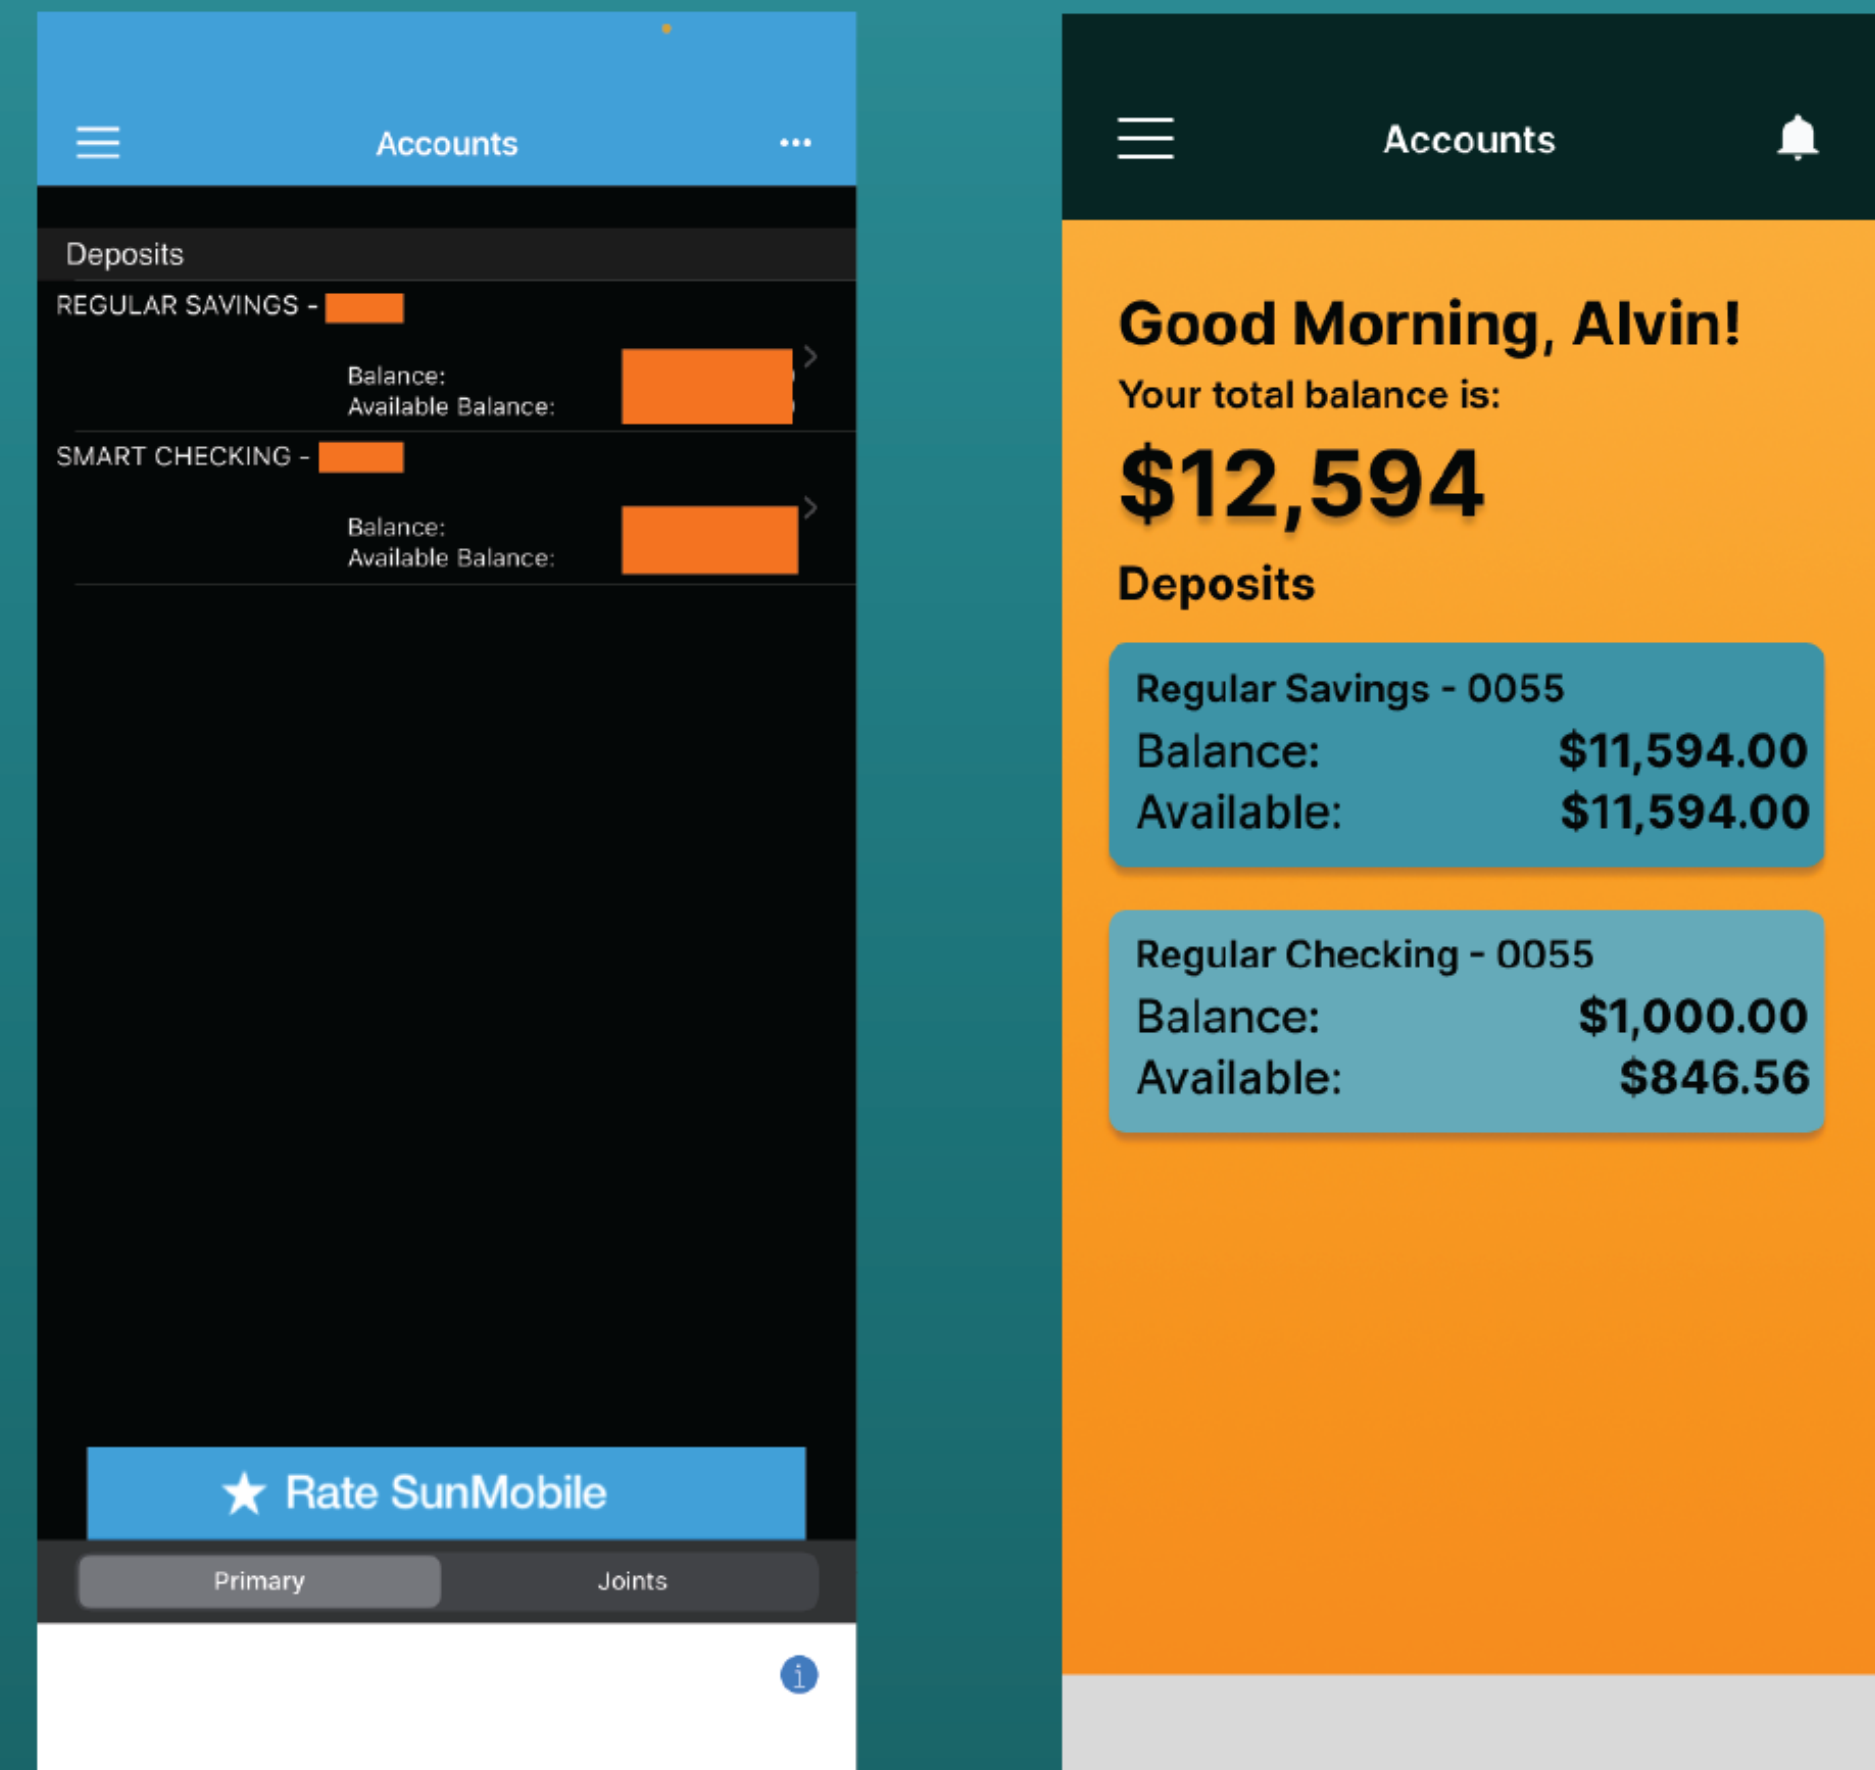 Accounts
Deposits
REGULAR SAVINGS -
Balance:
Available Balance:
SMART CHECKING -
Balance:
Available Balance:
Rate SunMobile
Primary
Joints
i
Accounts
Good Morning, Alvin!
Your total balance is:
$12,594
Deposits
Regular Savings - 0055
Balance: $11,594.00
Available: $11,594.00
Regular Checking - 0055
Balance: $1,000.00
Available: $846.56